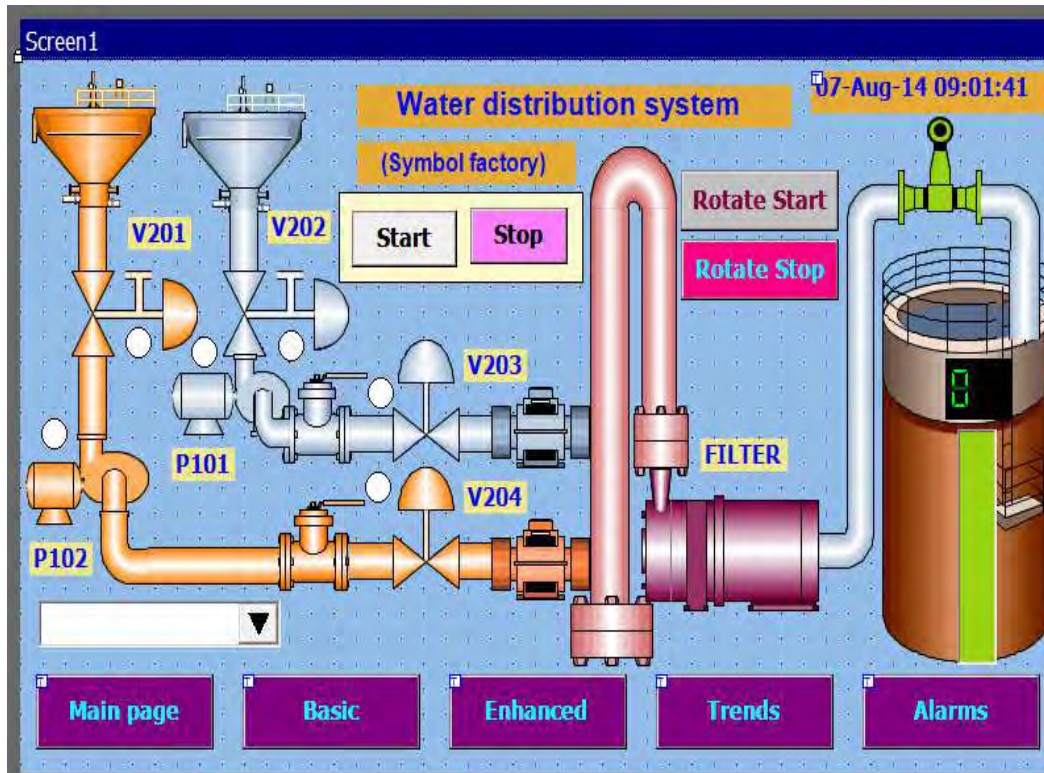 Screen1
07-Aug-14 09:01:41
Water distribution system
(Symbol factory)
Rotate Start
V201
V202
Start
Stop
Rotate Stop
V203
0
P101
FILTER
V204
P102
Main page
Basic
Enhanced
Trends
Alarms